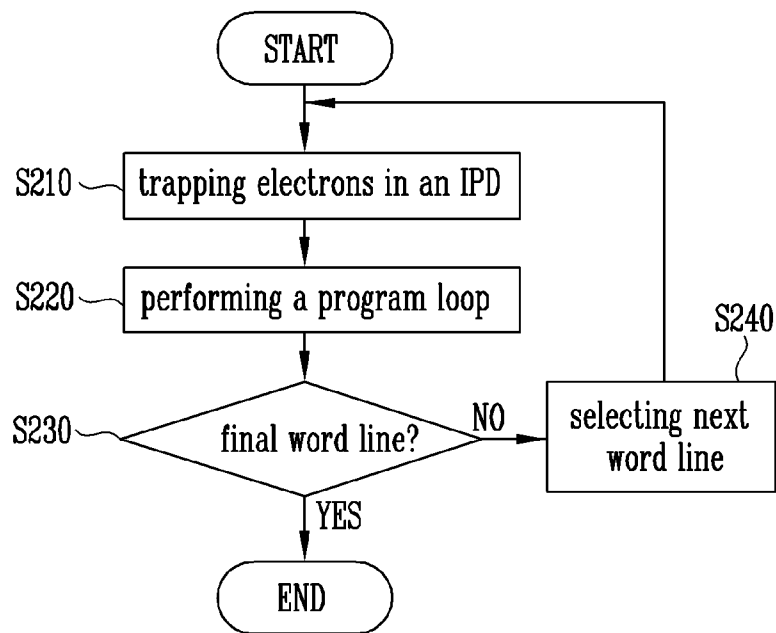 START
S210
trapping electrons in an IPD
S220
performing a program loop
S240
S230
final word line?
NO
selecting next
word line
YES
END